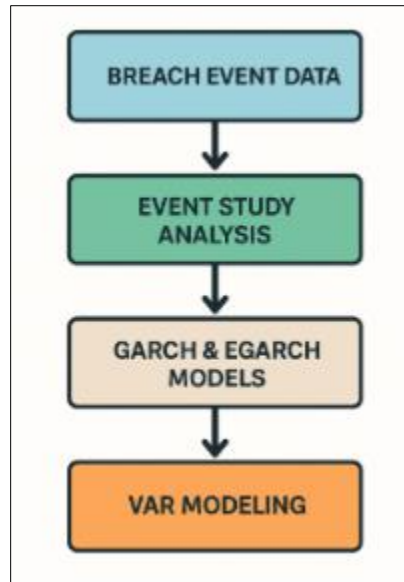 BREACH EVENT DATA
EVENT STUDY
ANALYSIS
GARCH & EGARCH
MODELS
VAR MODELING